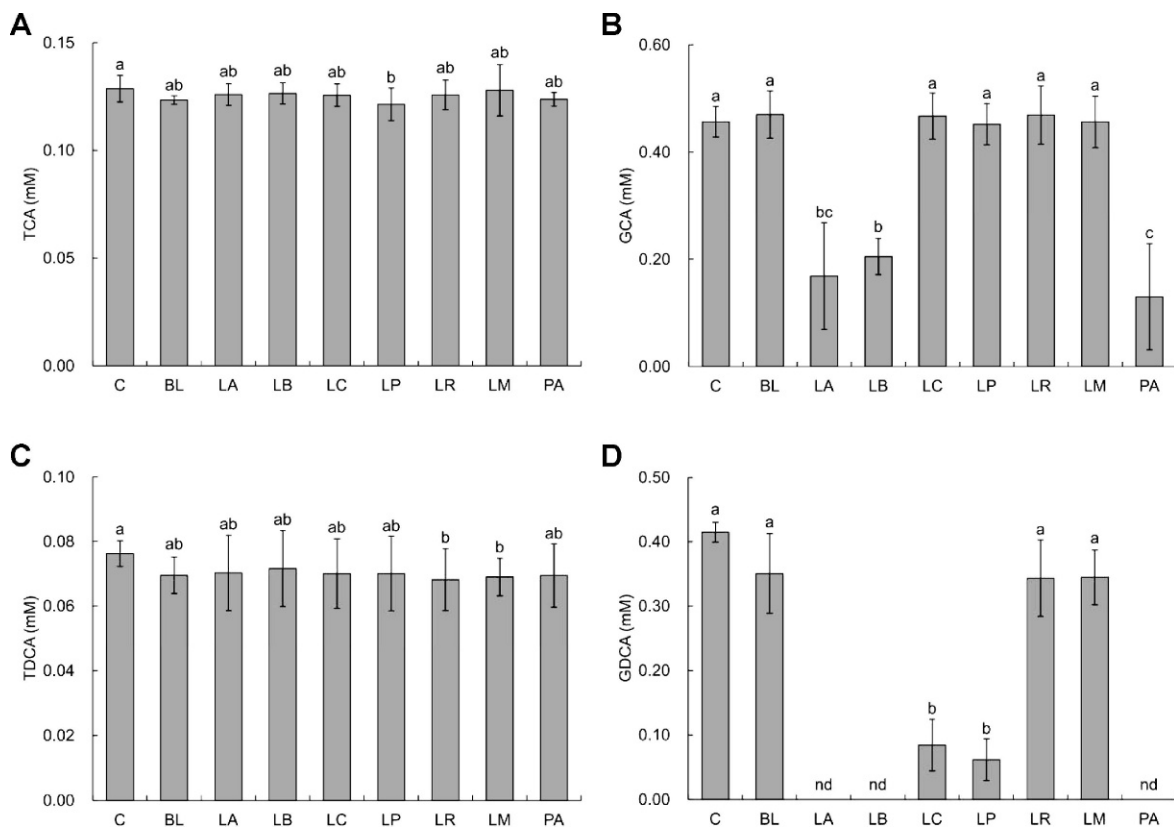 A
TCA (mM)
0.15
0.10
0.05
0.00
a ab ab ab ab b ab ab ab
C BL LA LB LC LP LR LM PA
B
GCA (mM)
0.60
0.40
0.20
0.00
a a bc b a a a a c
C BL LA LB LC LP LR LM PA
C
TDCA (mM)
0.10
0.08
0.06
0.04
0.02
0.00
a ab ab ab ab ab b b ab
C BL LA LB LC LP LR LM PA
D
GDCA (mM)
0.50
0.40
0.30
0.20
0.10
0.00
a a nd nd b b a a nd
C BL LA LB LC LP LR LM PA